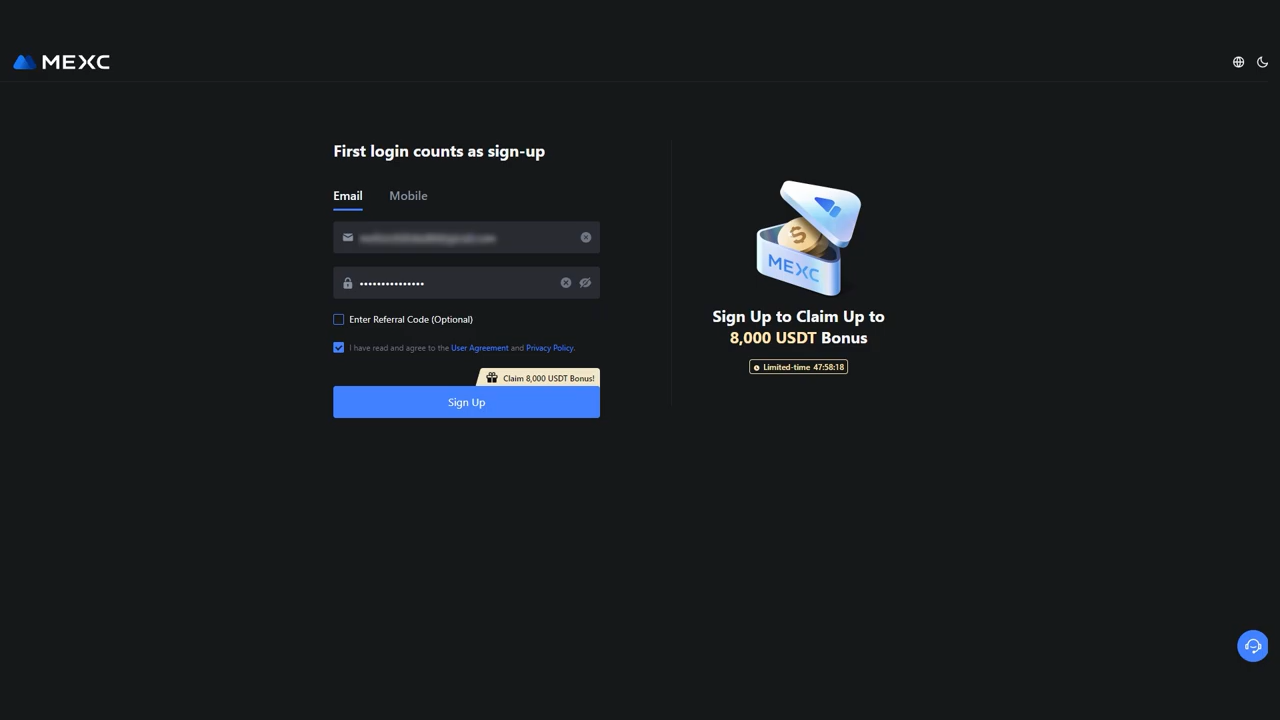 MEXC
First login counts as sign-up
Email Mobile
•••••••••••••••
Enter Referral Code (Optional)
I have read and agree to the User Agreement and Privacy Policy.
Claim 8,000 USDT Bonus!
Sign Up
MEXC
Sign Up to Claim Up to
8,000 USDT Bonus
Limited-time 47:58:18